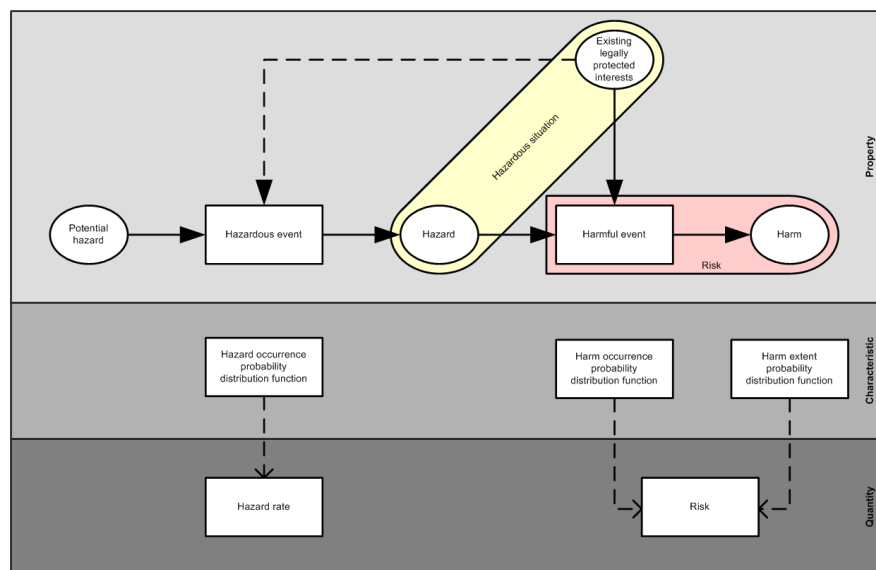 Existing
legally
protected
interests
Hazardous situation
Property
Potential
hazard
Hazardous event
Hazard
Harmful event
Harm
Risk
Hazard occurrence
probability
distribution function
Harm occurrence
probability
distribution function
Harm extent
probability
distribution function
Characteristic
Hazard rate
Risk
Quantity